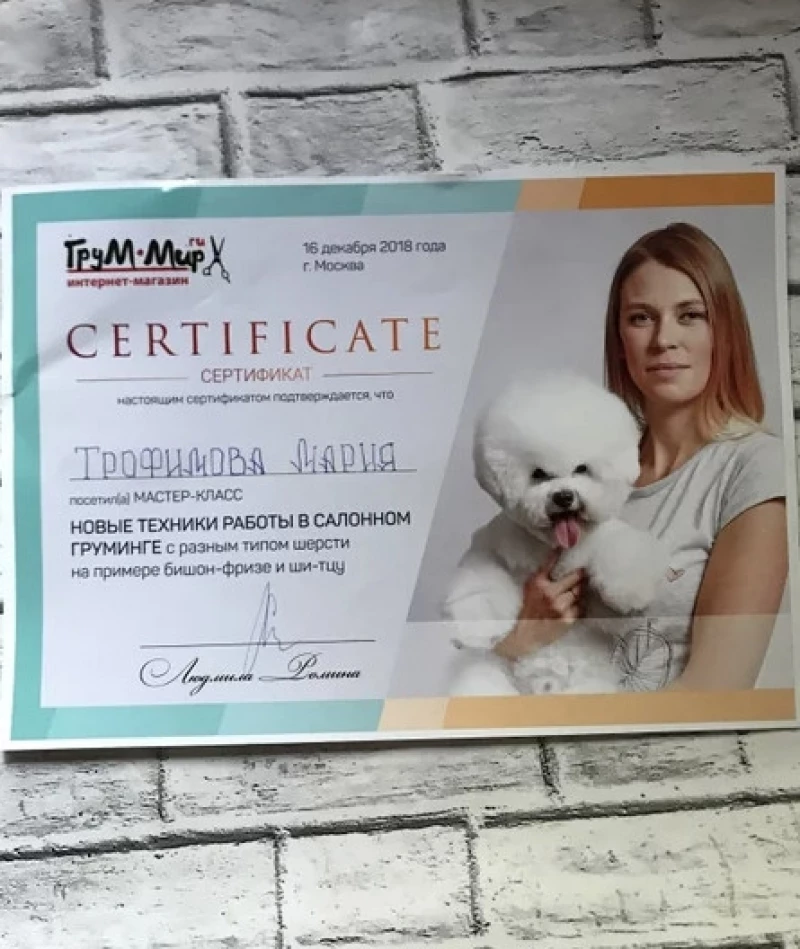 ГруМ·Мир.ru
интернет-магазин
16 декабря 2018 года
г. Москва
CERTIFICATE
СЕРТИФИКАТ
настоящим сертификатом подтверждается, что
ТРОФИМОВА МАРИЯ
посетил(а) МАСТЕР-КЛАСС
НОВЫЕ ТЕХНИКИ РАБОТЫ В САЛОННОМ
ГРУМИНГЕ с разным типом шерсти
на примере бишон-фризе и ши-тцу
Людмила Ромина